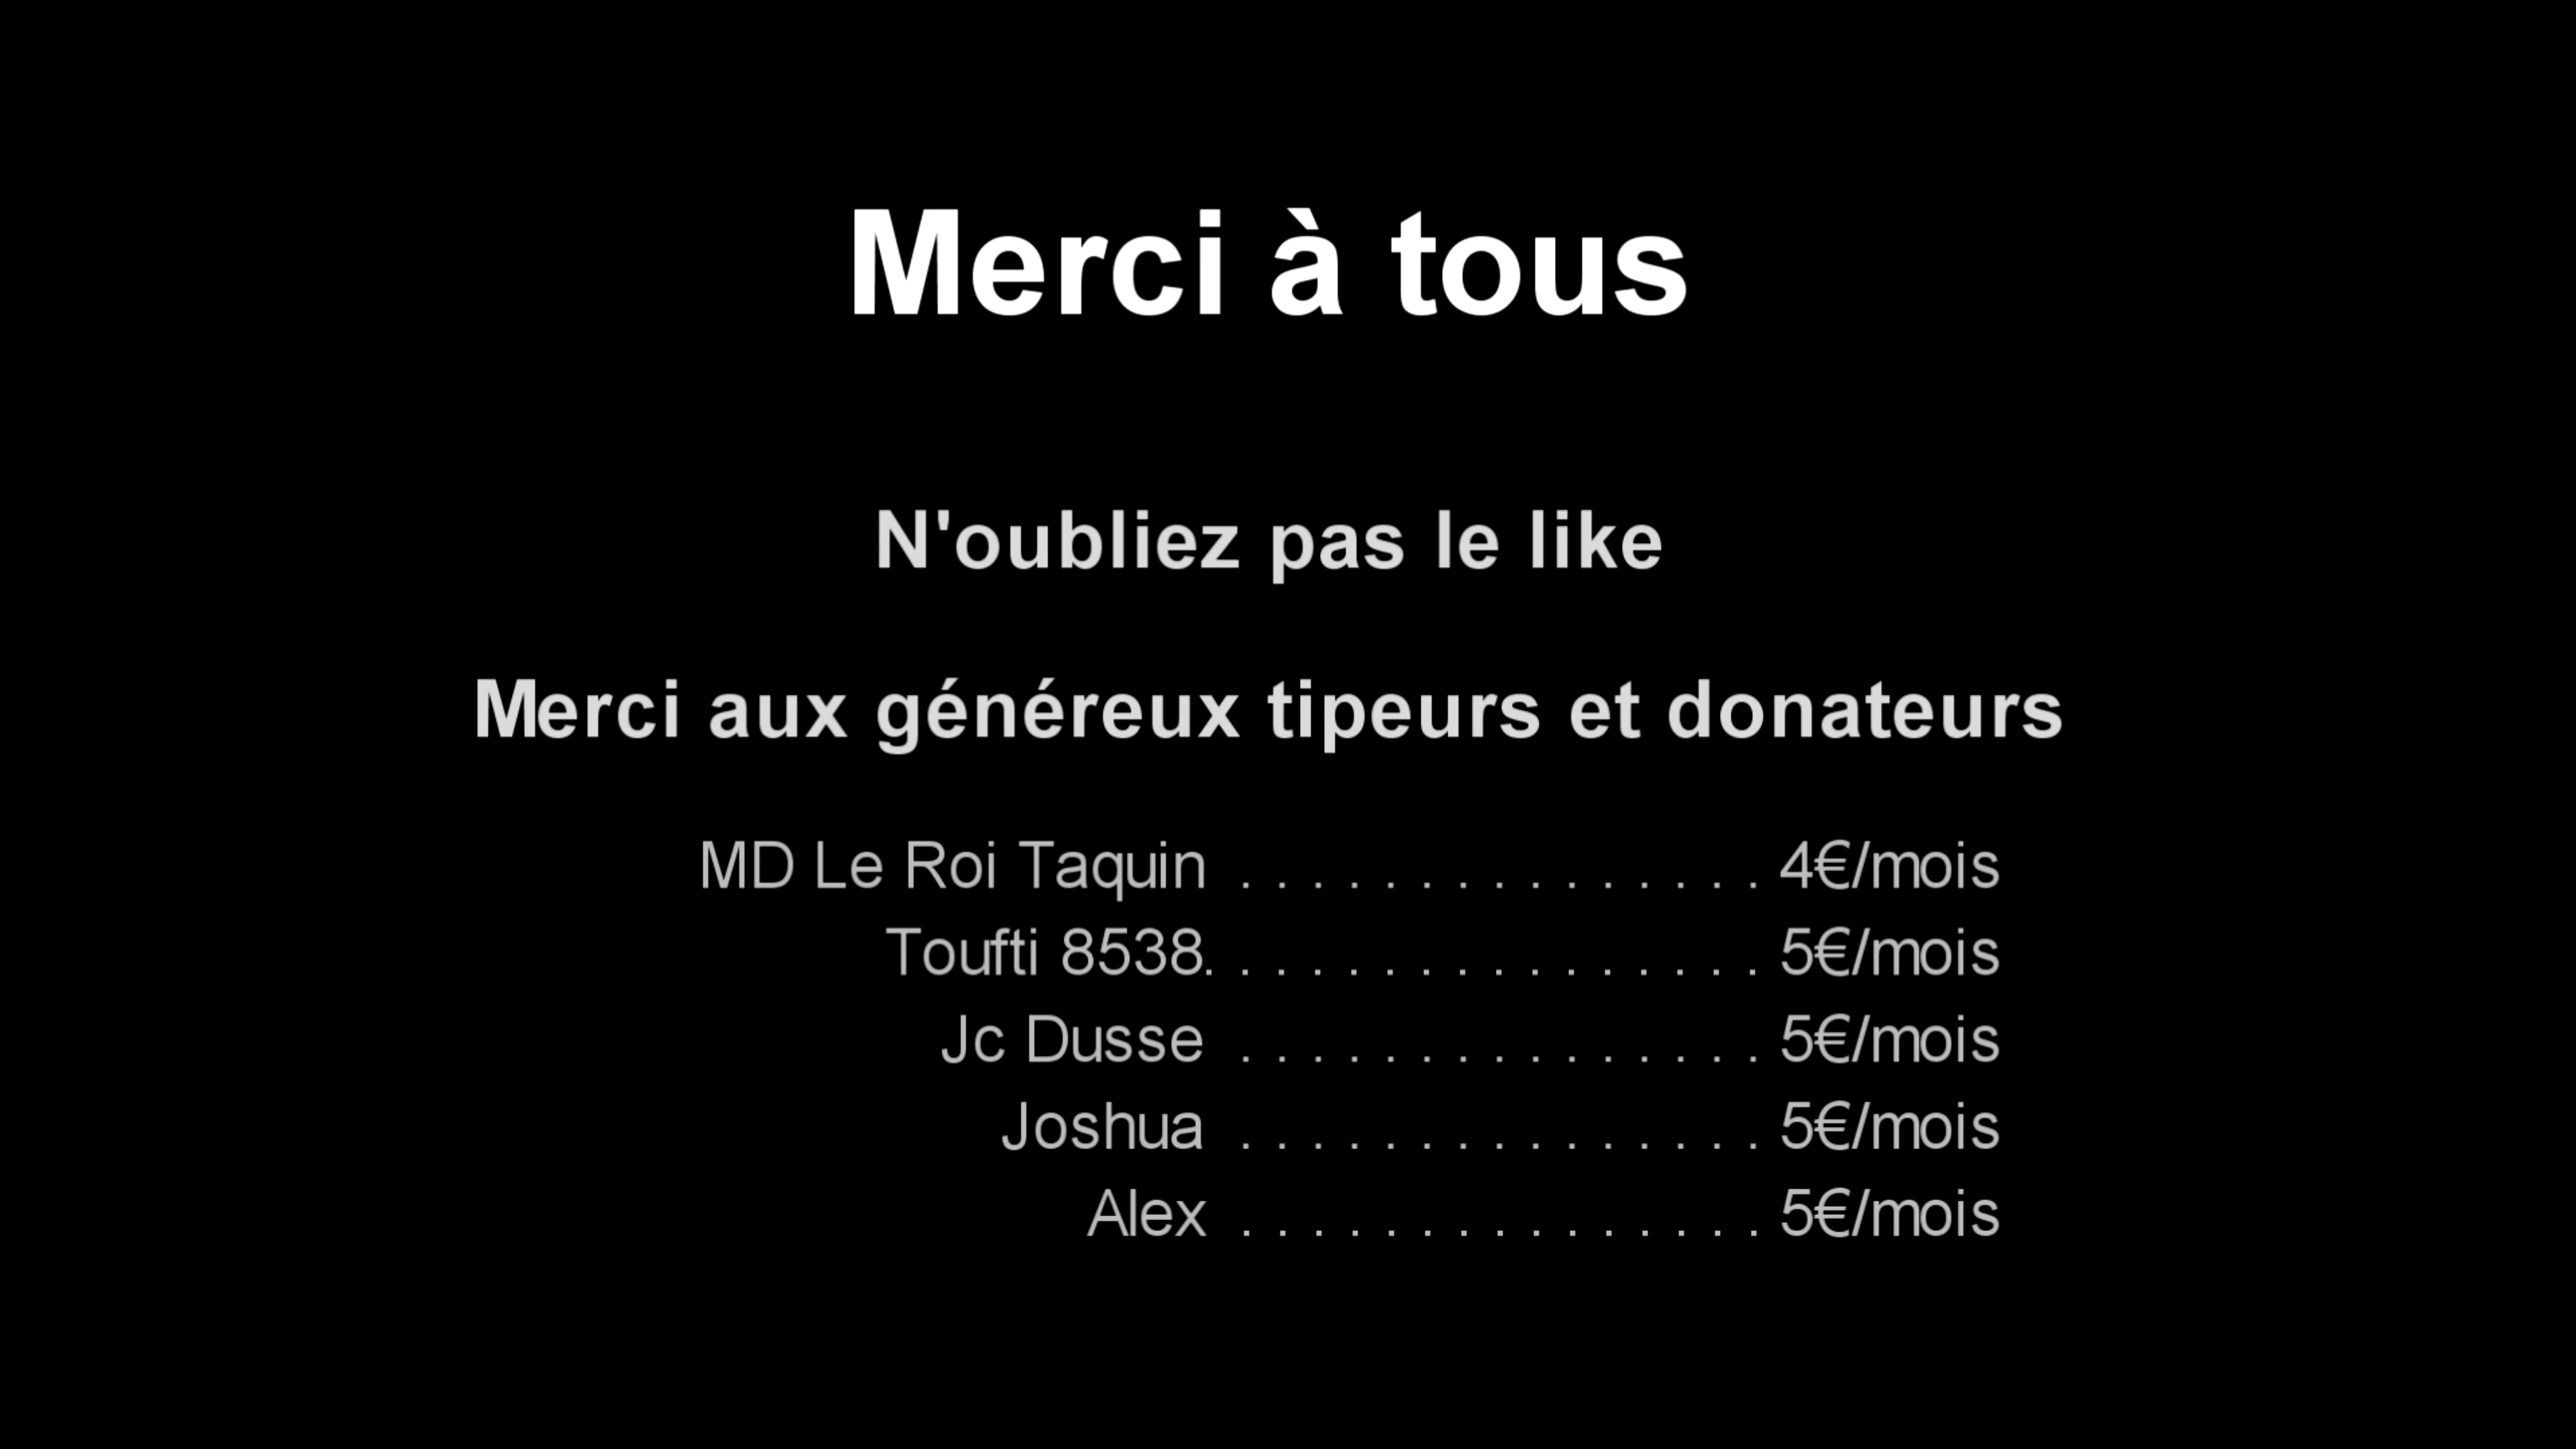 Merci à tous
N'oubliez pas le like
Merci aux généreux tipeurs et donateurs
MD Le Roi Taquin . . . . . . . . . . . . . . . 4€/mois
Toufti 8538. . . . . . . . . . . . . . . . 5€/mois
Jc Dusse . . . . . . . . . . . . . . . 5€/mois
Joshua . . . . . . . . . . . . . . . 5€/mois
Alex . . . . . . . . . . . . . . . 5€/mois